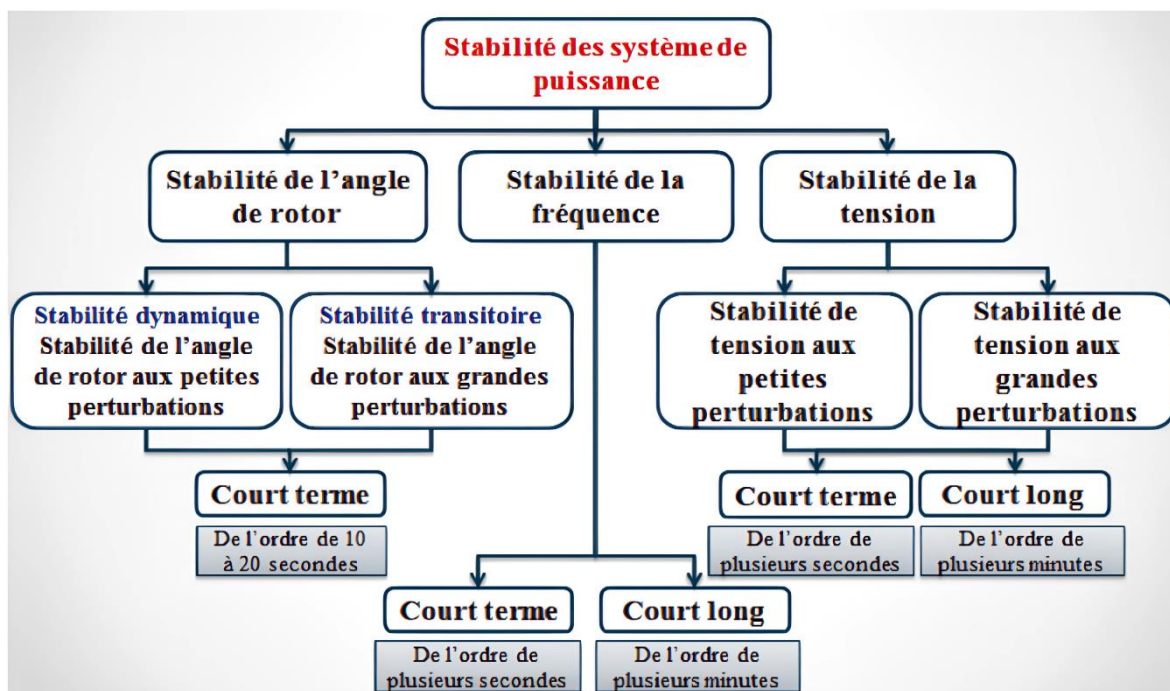 Stabilité des système de
puissance
Stabilité de l'angle
de rotor
Stabilité de la
fréquence
Stabilité de la
tension
Stabilité dynamique
Stabilité de l'angle
de rotor aux petites
perturbations
Stabilité transitoire
Stabilité de l'angle
de rotor aux grandes
perturbations
Stabilité de
tension aux
petites
perturbations
Stabilité de
tension aux
grandes
perturbations
Court terme
De l'ordre de 10
à 20 secondes
Court terme
De l'ordre de
plusieurs secondes
Court long
De l'ordre de
plusieurs minutes
Court terme
De l'ordre de
plusieurs secondes
Court long
De l'ordre de
plusieurs minutes